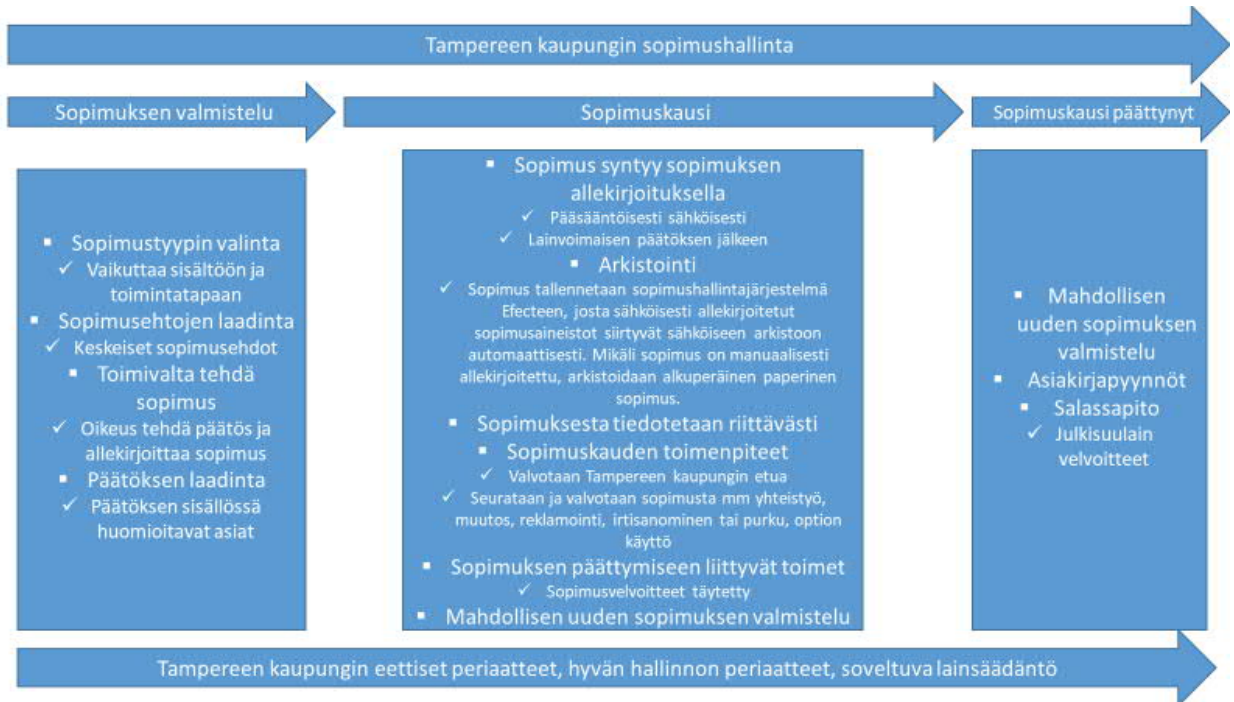 Tampereen kaupungin sopimushallinta
Sopimuksen valmistelu
Sopimuskausi
Sopimuskausi päättynyt
▪ Sopimustyypin valinta
✓ Vaikuttaa sisältöön ja
toimintatapaan
▪ Sopimusehtojen laadinta
✓ Keskeiset sopimusehdot
▪ Toimivalta tehdä
sopimus
✓ Oikeus tehdä päätös ja
allekirjoittaa sopimus
▪ Päätöksen laadinta
✓ Päätöksen sisällössä
huomioitavat asiat
▪ Sopimus syntyy sopimuksen
allekirjoituksella
✓ Pääsääntöisesti sähköisesti
✓ Lainvoimaisen päätöksen jälkeen
▪ Arkistointi
✓ Sopimus tallennetaan sopimushallintajärjestelmä
Efecteen, josta sähköisesti allekirjoitetut
sopimusaineistot siirtyvät sähköiseen arkistoon
automaattisesti. Mikäli sopimus on manuaalisesti
allekirjoitettu, arkistoidaan alkuperäinen paperinen
sopimus.
▪ Sopimuksesta tiedotetaan riittävästi
▪ Sopimuskauden toimenpiteet
✓ Valvotaan Tampereen kaupungin etua
✓ Seurataan ja valvotaan sopimusta mm yhteistyö,
muutos, reklamointi, irtisanominen tai purku, option
käyttö
▪ Sopimuksen päättymiseen liittyvät toimet
✓ Sopimusvelvoitteet täytetty
▪ Mahdollisen uuden sopimuksen valmistelu
▪ Mahdollisen
uuden sopimuksen
valmistelu
▪ Asiakirjapyynnöt
▪ Salassapito
✓ Julkisuulain
velvoitteet
Tampereen kaupungin eettiset periaatteet, hyvän hallinnon periaatteet, soveltuva lainsäädäntö